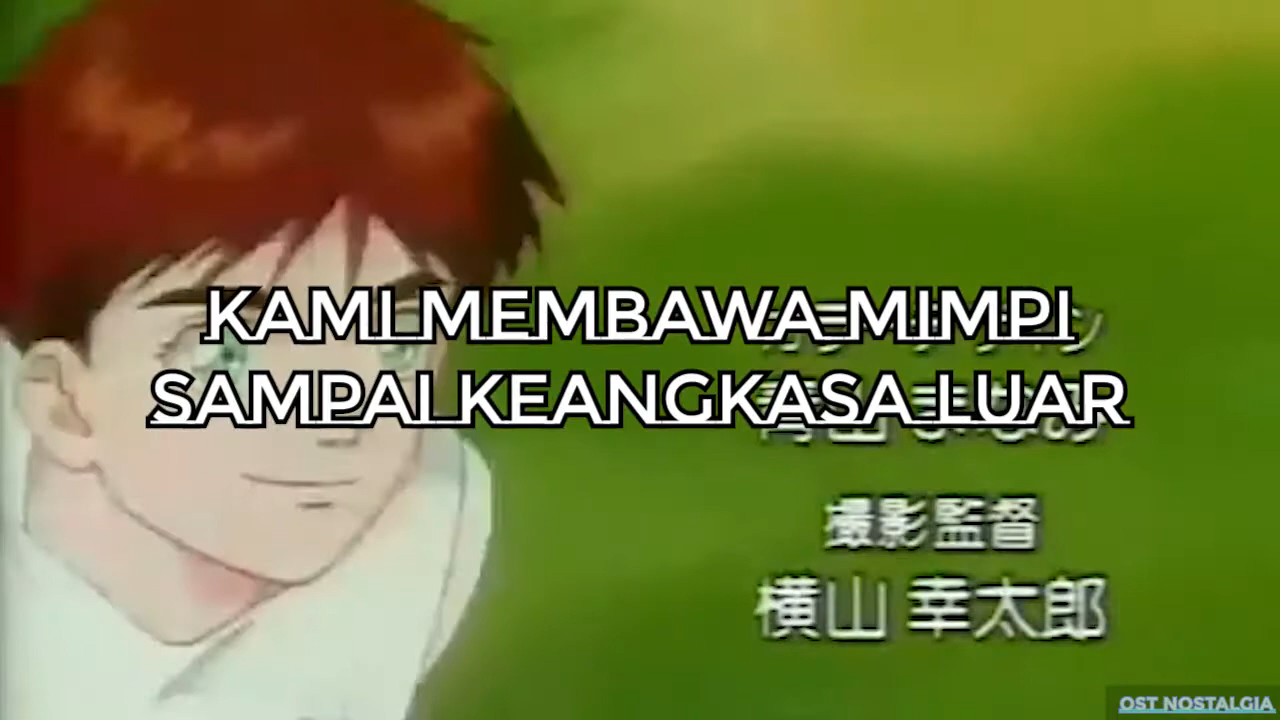 KAMI MEMBAWA MIMPI
SAMPAI KEANGKASA LUAR
撮影監督
横山 幸太郎
OST NOSTALGIA